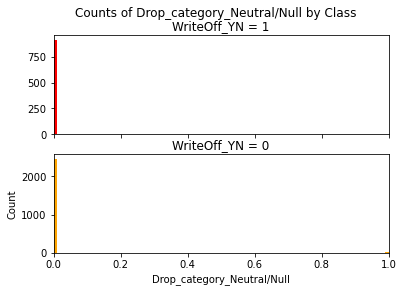 Counts of Drop_category_Neutral/Null by Class
WriteOff_YN = 1
750
500
250
0
WriteOff_YN = 0
2000
1000
0
Count
0.0 0.2 0.4 0.6 0.8 1.0
Drop_category_Neutral/Null